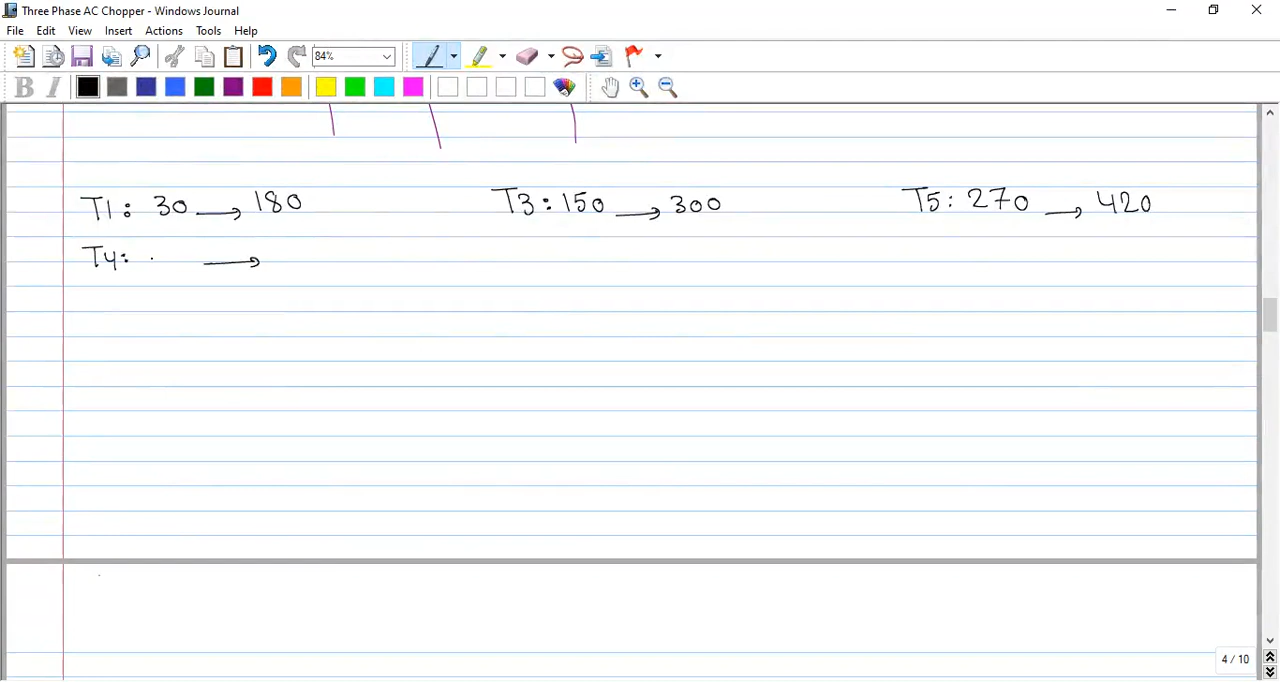 Three Phase AC Chopper - Windows Journal
File Edit View Insert Actions Tools Help
84%
B I
T1: 30 → 180 T3: 150 → 300 T5: 270 → 420
T4: →
4 / 10